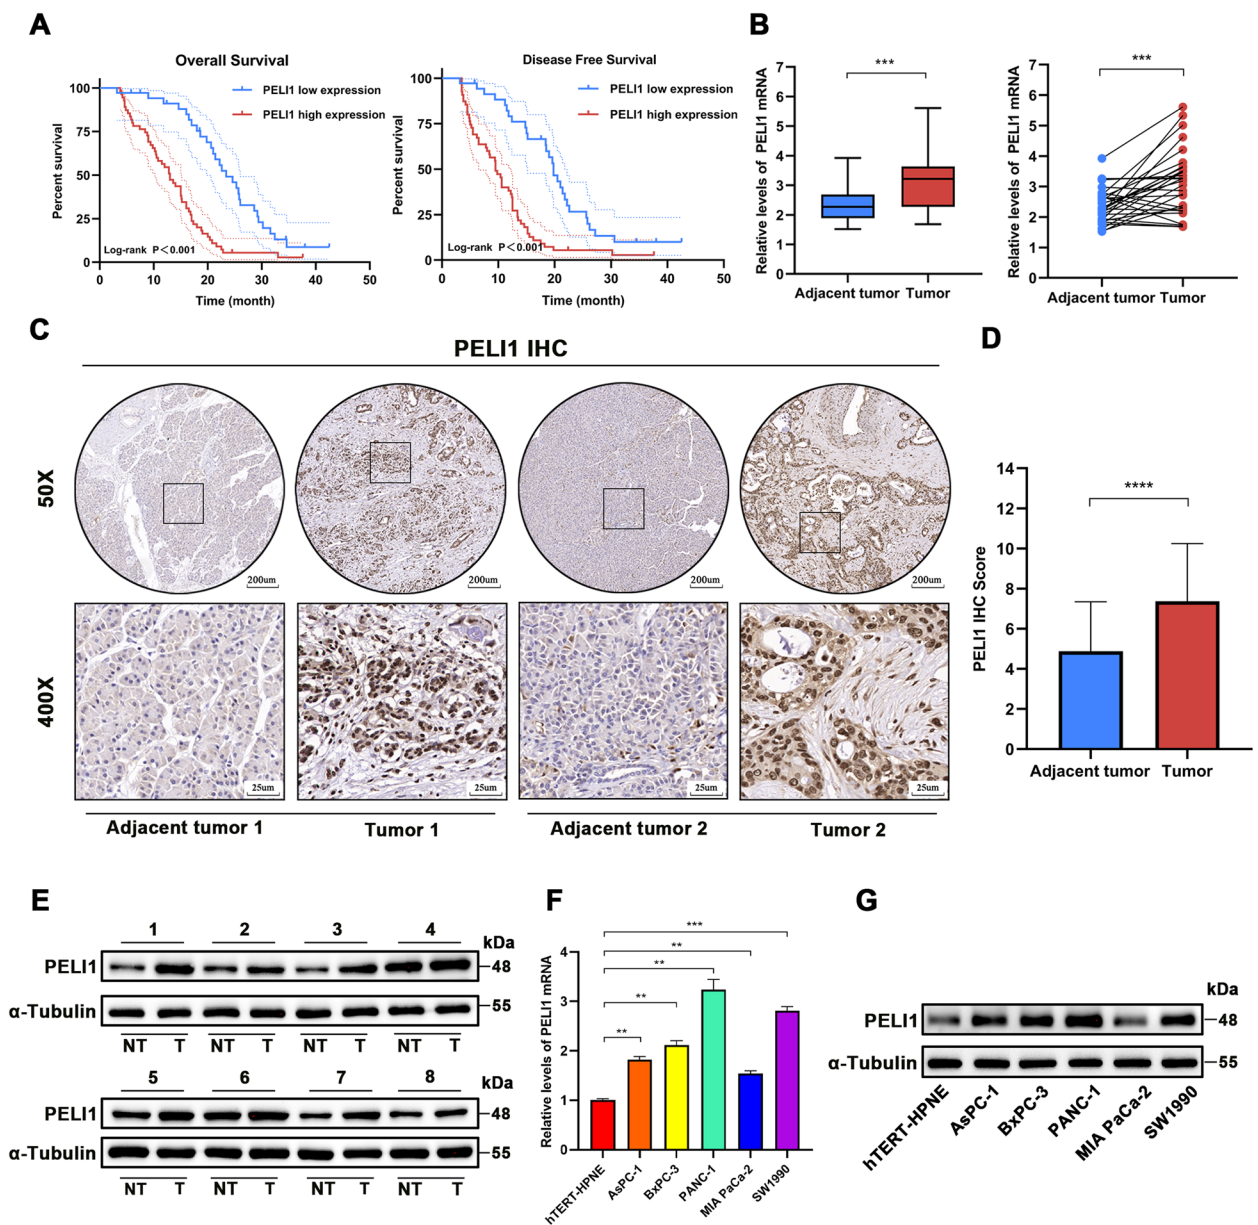 A
Overall Survival
PELI1 low expression
PELI1 high expression
Percent survival
100
75
50
25
0
Log-rank P<0.001
0 10 20 30 40 50
Time (month)
Disease Free Survival
PELI1 low expression
PELI1 high expression
Percent survival
100
75
50
25
0
Log-rank P<0.001
0 10 20 30 40 50
Time (month)
B
Relative levels of PELI1 mRNA
7
6
5
4
3
2
1
0
***
Adjacent tumor Tumor
Relative levels of PELI1 mRNA
7
6
5
4
3
2
1
0
***
Adjacent tumor Tumor
C
PELI1 IHC
50X
200um 200um 200um 200um
400X
25um 25um 25um 25um
Adjacent tumor 1 Tumor 1 Adjacent tumor 2 Tumor 2
D
PELI1 IHC Score
14
12
10
8
6
4
2
0
****
Adjacent tumor Tumor
E
1 2 3 4
kDa
PELI1 48
α-Tubulin 55
NT T NT T NT T NT T
5 6 7 8
kDa
PELI1 48
α-Tubulin 55
NT T NT T NT T NT T
F
Relative levels of PELI1 mRNA
4
3
2
1
0
***
**
**
**
**
hTERT-HPNE AsPC-1 BxPC-3 PANC-1 MIA PaCa-2 SW1990
G
kDa
PELI1 48
α-Tubulin 55
hTERT-HPNE AsPC-1 BxPC-3 PANC-1 MIA PaCa-2 SW1990